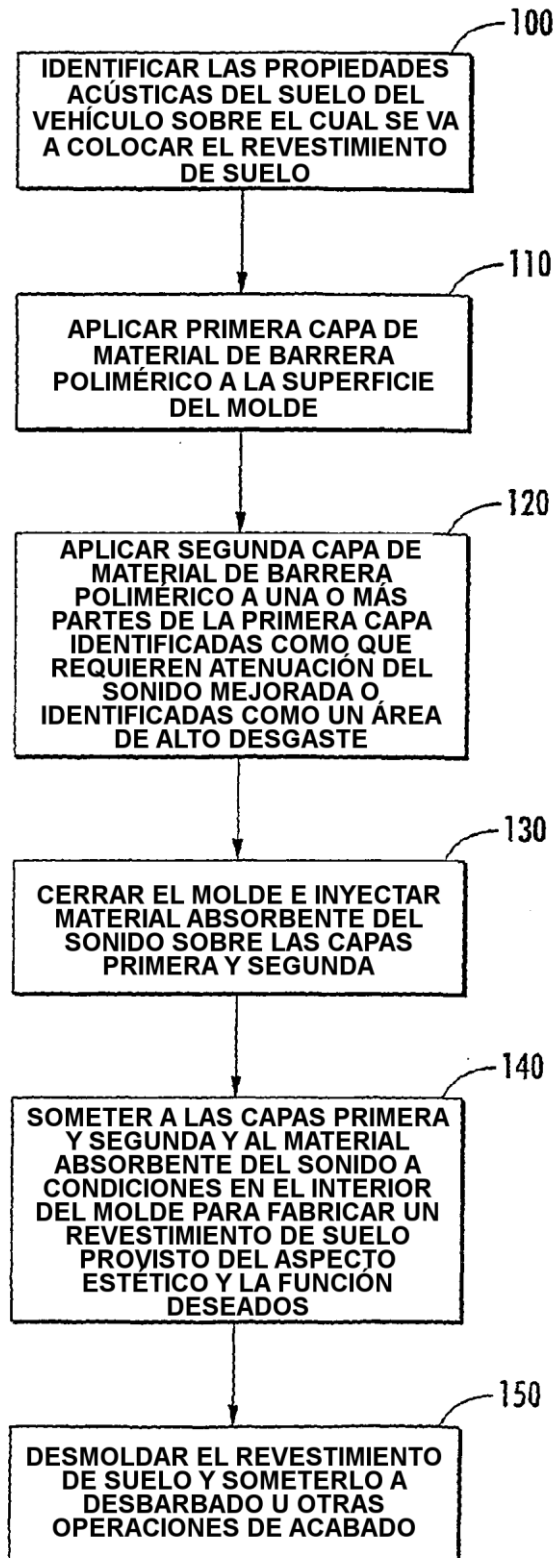 100
IDENTIFICAR LAS PROPIEDADES
ACÚSTICAS DEL SUELO DEL
VEHÍCULO SOBRE EL CUAL SE VA
A COLOCAR EL REVESTIMIENTO
DE SUELO
110
APLICAR PRIMERA CAPA DE
MATERIAL DE BARRERA
POLIMÉRICO A LA SUPERFICIE
DEL MOLDE
120
APLICAR SEGUNDA CAPA DE
MATERIAL DE BARRERA
POLIMÉRICO A UNA O MÁS
PARTES DE LA PRIMERA CAPA
IDENTIFICADAS COMO QUE
REQUIEREN ATENUACIÓN DEL
SONIDO MEJORADA O
IDENTIFICADAS COMO UN ÁREA
DE ALTO DESGASTE
130
CERRAR EL MOLDE E INYECTAR
MATERIAL ABSORBENTE DEL
SONIDO SOBRE LAS CAPAS
PRIMERA Y SEGUNDA
140
SOMETER A LAS CAPAS PRIMERA
Y SEGUNDA Y AL MATERIAL
ABSORBENTE DEL SONIDO A
CONDICIONES EN EL INTERIOR
DEL MOLDE PARA FABRICAR UN
REVESTIMIENTO DE SUELO
PROVISTO DEL ASPECTO
ESTÉTICO Y LA FUNCIÓN
DESEADOS
150
DESMOLDAR EL REVESTIMIENTO
DE SUELO Y SOMETERLO A
DESBARBADO U OTRAS
OPERACIONES DE ACABADO